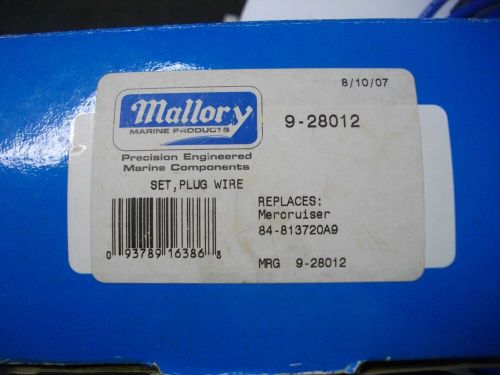 8/10/07
Mallory
MARINE PRODUCTS
9-28012
Precision Engineered
Marine Components
SET, PLUG WIRE
REPLACES:
Mercruiser
84-813720A9
0 93789 16386 8
MRG 9-28012